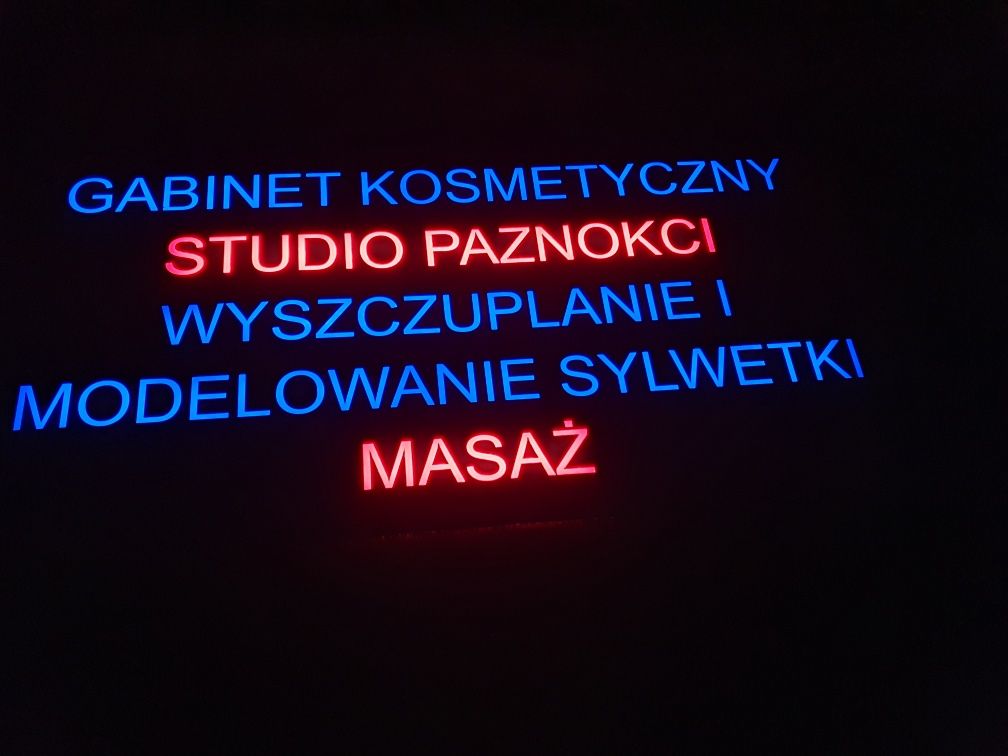 GABINET KOSMETYCZNY
STUDIO PAZNOKCI
WYSZCZUPLANIE I
MODELOWANIE SYLWETKI
MASAŻ